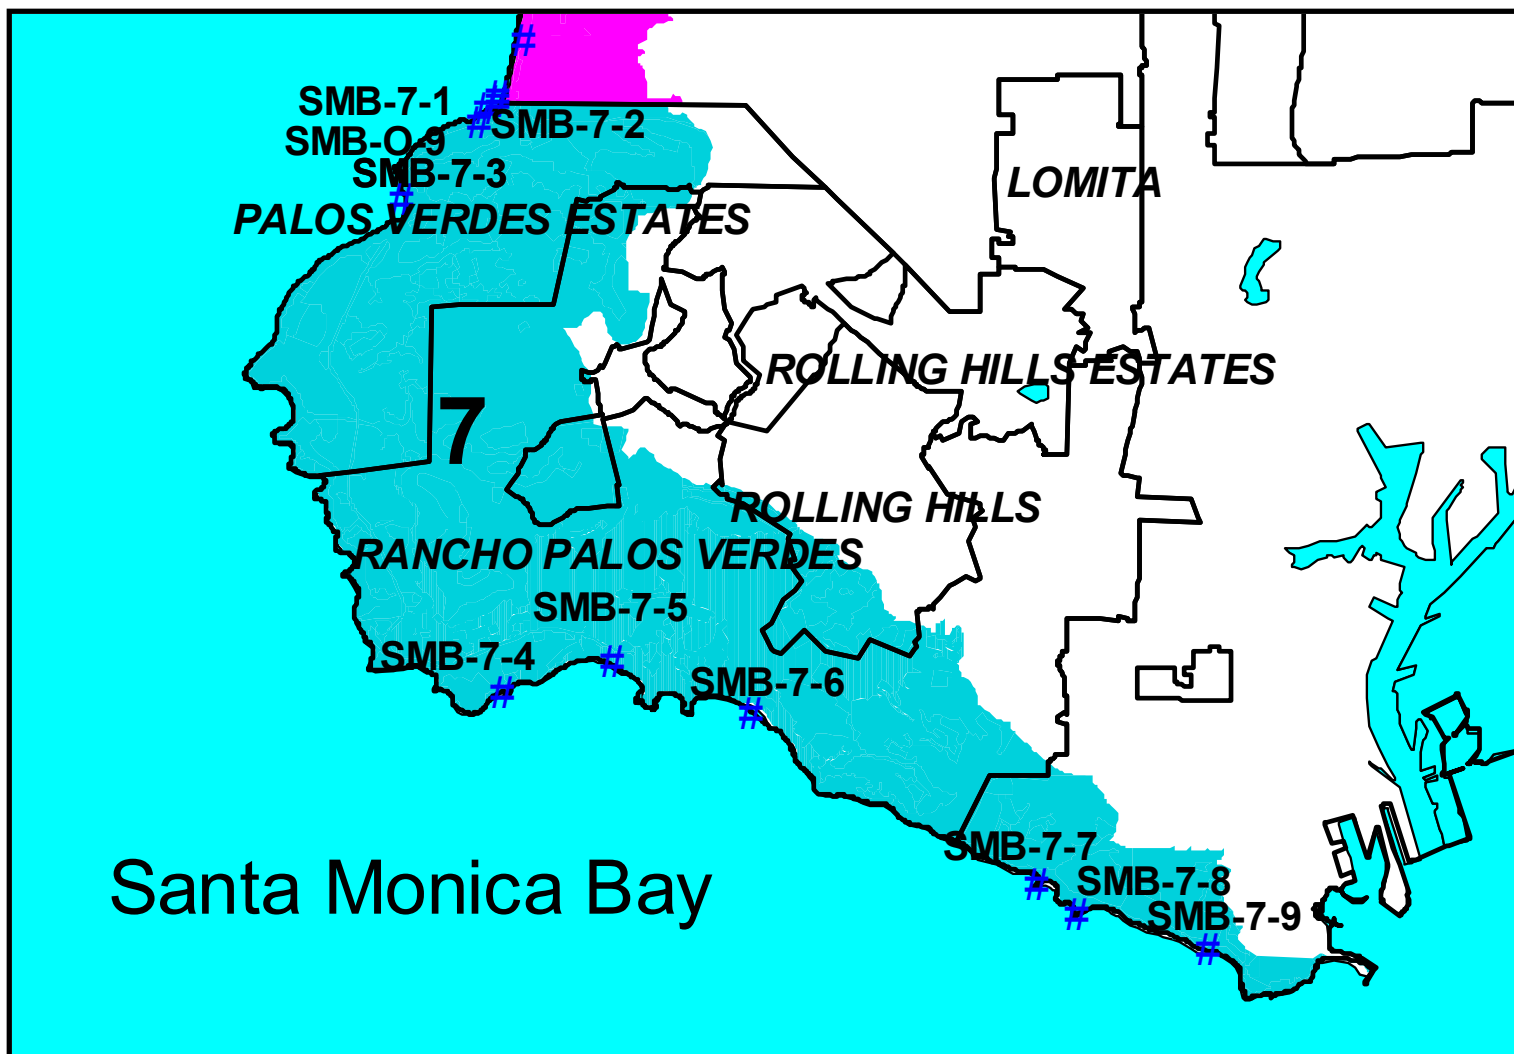 #
SMB-7-1
##
SMB-7-2
#
SMB-O-9
SMB-7-3
#
LOMITA
PALOS VERDES ESTATES
ROLLING HILLS ESTATES
7
ROLLING HILLS
RANCHO PALOS VERDES
SMB-7-5
SMB-7-4
#
#
SMB-7-6
#
SMB-7-7
#
SMB-7-8
#
SMB-7-9
#
Santa Monica Bay